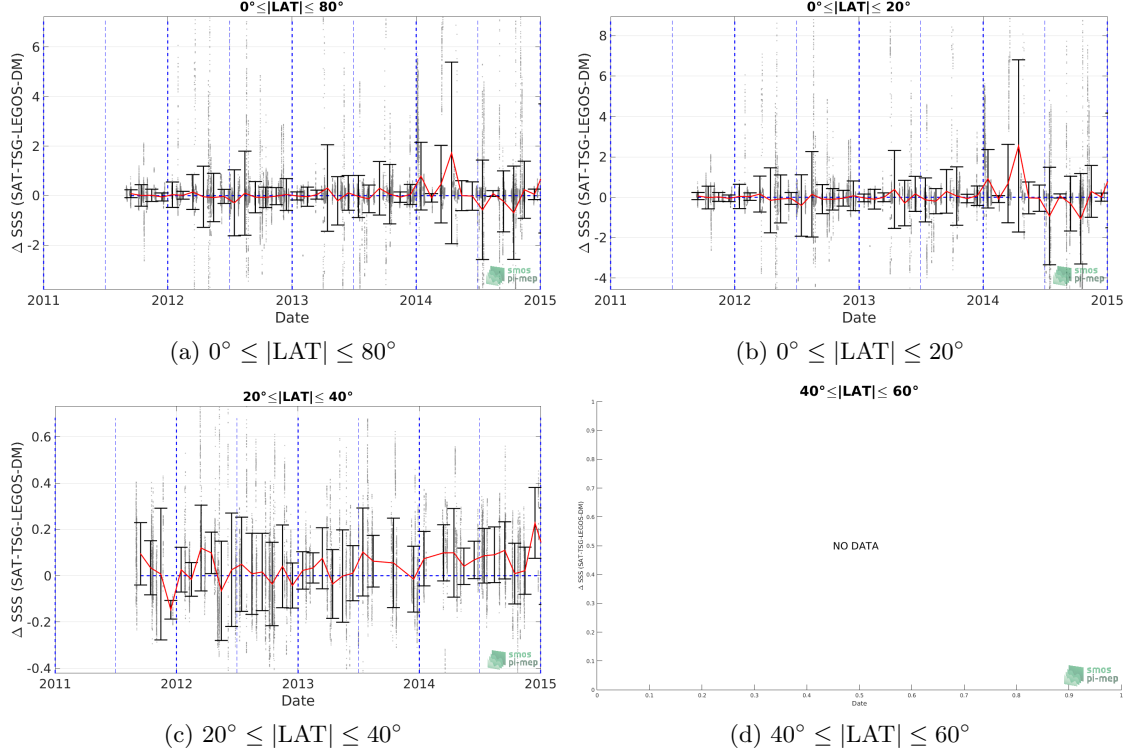 0°≤|LAT|≤ 80°
6
4
2
0
-2
Δ SSS (SAT-TSG-LEGOS-DM)
2011
2012
2013
2014
2015
Date
smos
pi-mep
(a) 0° ≤ |LAT| ≤ 80°
0°≤|LAT|≤ 20°
8
6
4
2
0
-2
-4
Δ SSS (SAT-TSG-LEGOS-DM)
2011
2012
2013
2014
2015
Date
smos
pi-mep
(b) 0° ≤ |LAT| ≤ 20°
20°≤|LAT|≤ 40°
0.6
0.4
0.2
0
-0.2
-0.4
Δ SSS (SAT-TSG-LEGOS-DM)
2011
2012
2013
2014
2015
Date
smos
pi-mep
(c) 20° ≤ |LAT| ≤ 40°
40°≤|LAT|≤ 60°
1
0.9
0.8
0.7
0.6
0.5
0.4
0.3
0.2
0.1
0
Δ SSS (SAT-TSG-LEGOS-DM)
NO DATA
0
0.1
0.2
0.3
0.4
0.5
0.6
0.7
0.8
0.9
1
Date
smos
pi-mep
(d) 40° ≤ |LAT| ≤ 60°